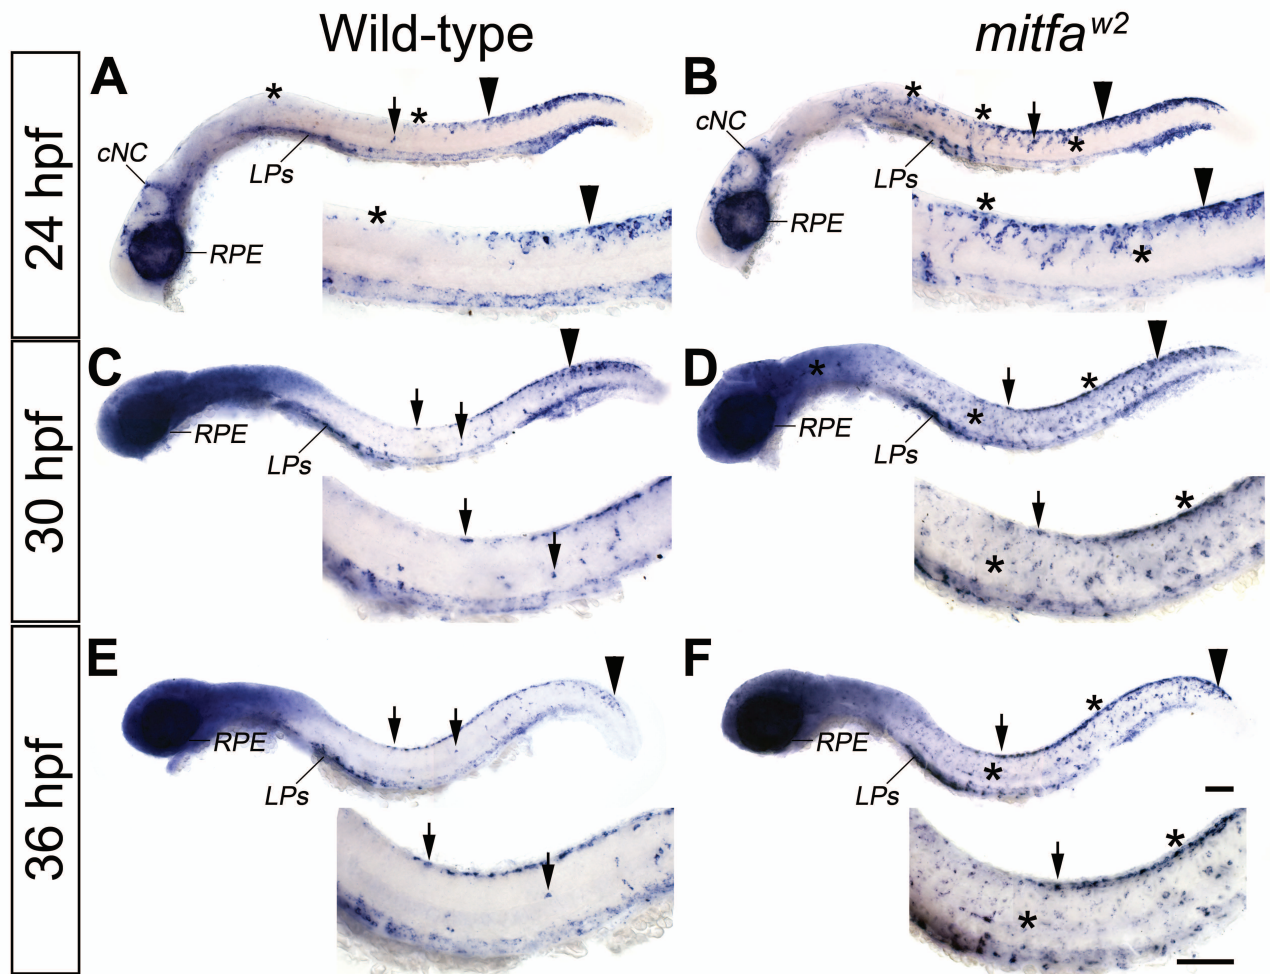 Wild-type
mitfa^w2
24 hpf
A
*
*
cNC
LPs
RPE
*
B
*
*
*
cNC
LPs
RPE
*
*
30 hpf
C
RPE
LPs
D
*
*
*
RPE
LPs
*
*
36 hpf
E
RPE
LPs
F
*
*
RPE
LPs
*
*